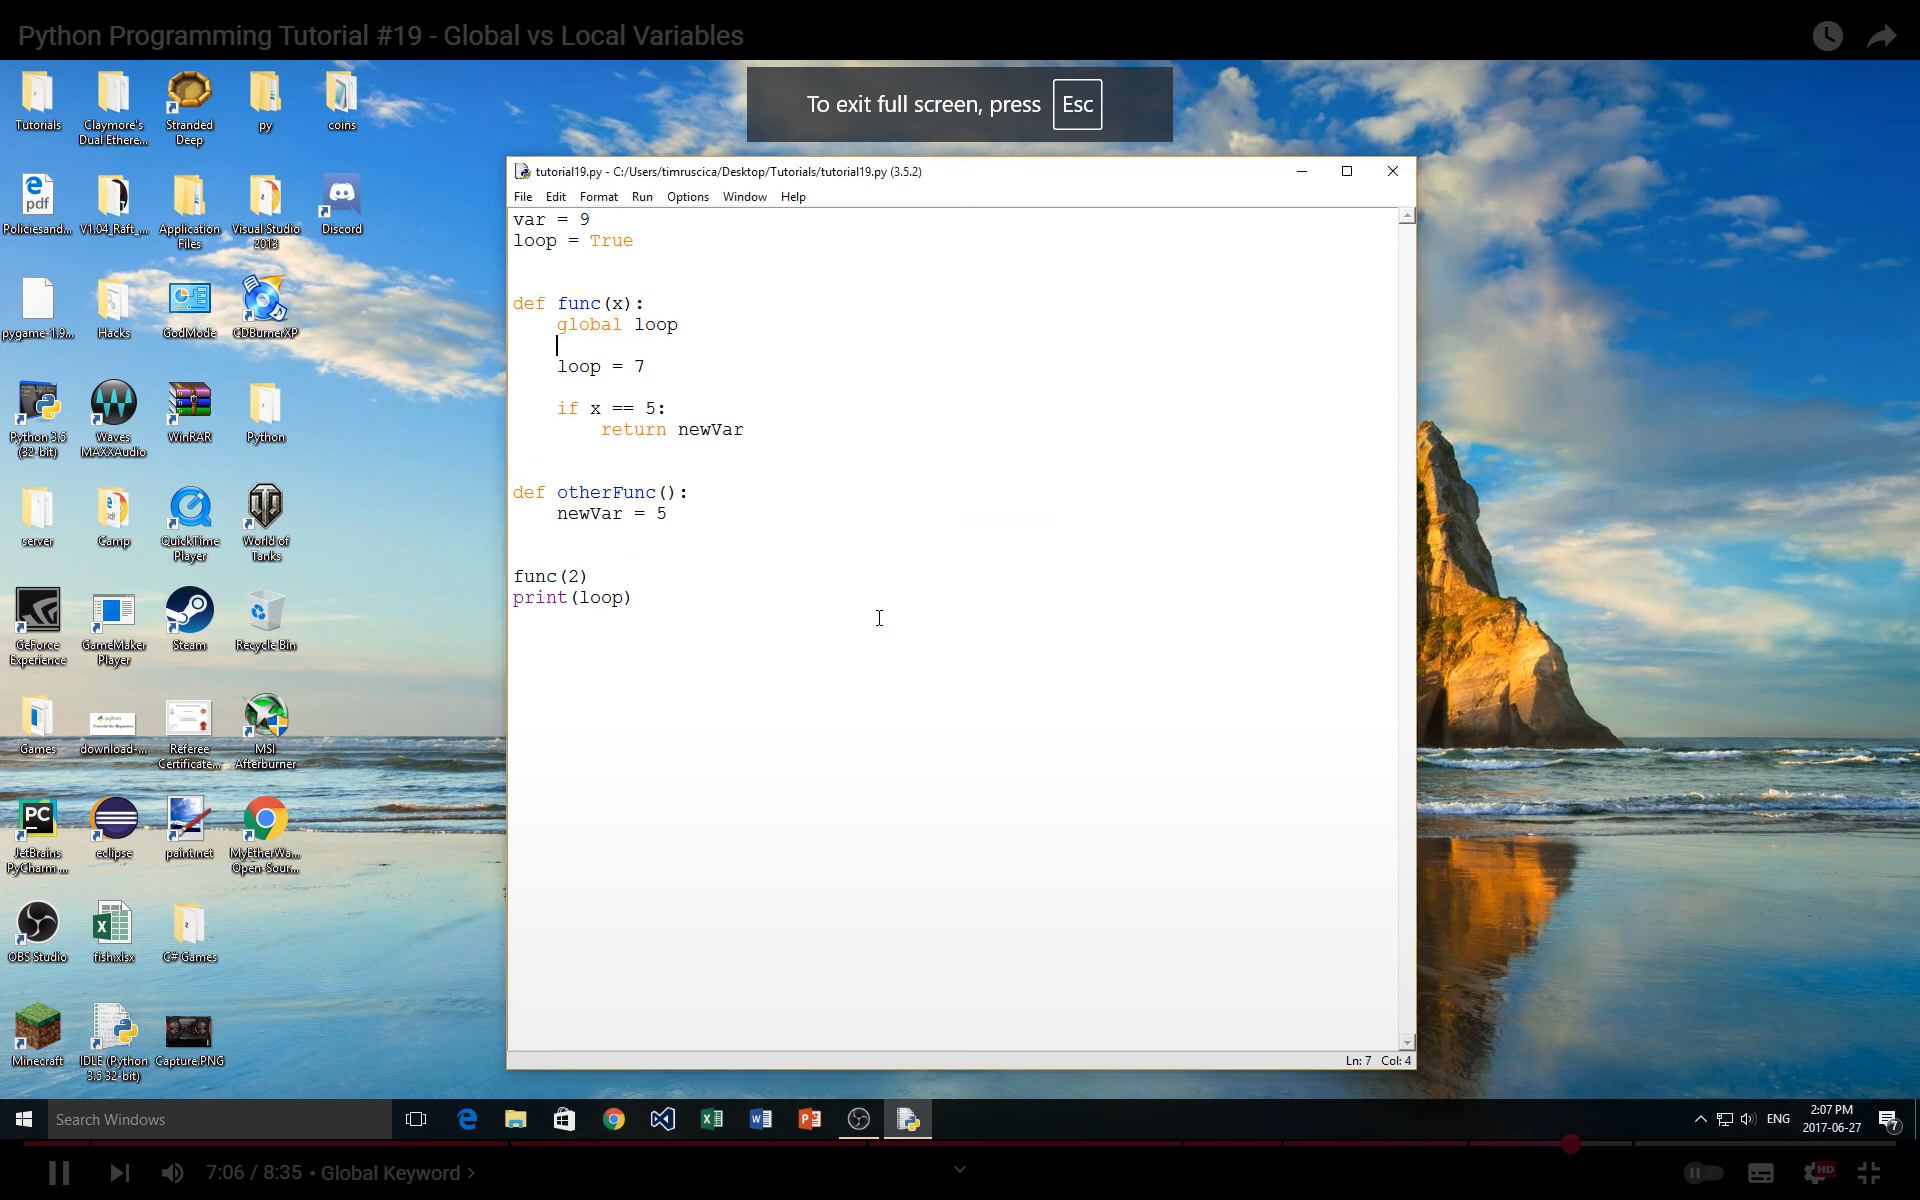 Python Programming Tutorial #19 - Global vs Local Variables
To exit full screen, press Esc
Tutorials
Claymore's
Dual Ethere...
Stranded
Deep
py
coins
Policiesand...
V1.04_Raft_...
Application
Files
Visual Studio
2013
Discord
pygame-1.9...
Hacks
GodMode
CDBurnerXP
Python 3.5
(32-bit)
Waves
MAXXAudio
WinRAR
Python
server
Camp
QuickTime
Player
World of
Tanks
GeForce
Experience
GameMaker
Player
Steam
Recycle Bin
Games
download-...
Referee
Certificate...
MSI
Afterburner
JetBrains
PyCharm ...
eclipse
paint.net
MyEtherWa...
Open-Sour...
OBS Studio
fish.xlsx
C# Games
Minecraft
IDLE (Python
3.5 32-bit)
Capture.PNG
tutorial19.py - C:/Users/timruscica/Desktop/Tutorials/tutorial19.py (3.5.2)
File Edit Format Run Options Window Help
var = 9
loop = True
def func(x):
    global loop
    loop = 7
    if x == 5:
        return newVar
def otherFunc():
    newVar = 5
func(2)
print(loop)
Ln: 7 Col: 4
Search Windows
ENG
2:07 PM
2017-06-27
7
7:06 / 8:35 • Global Keyword ›
HD